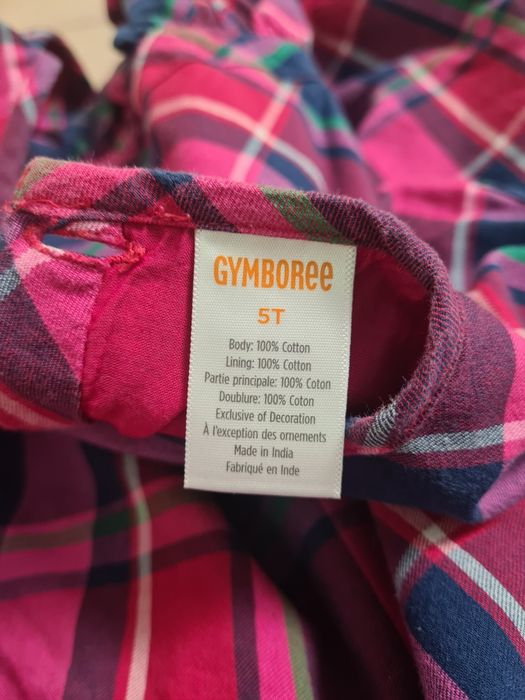 GYMBORee
5T
Body: 100% Cotton
Lining: 100% Cotton
Partie principale: 100% Coton
Doublure: 100% Coton
Exclusive of Decoration
À l'exception des ornements
Made in India
Fabriqué en Inde